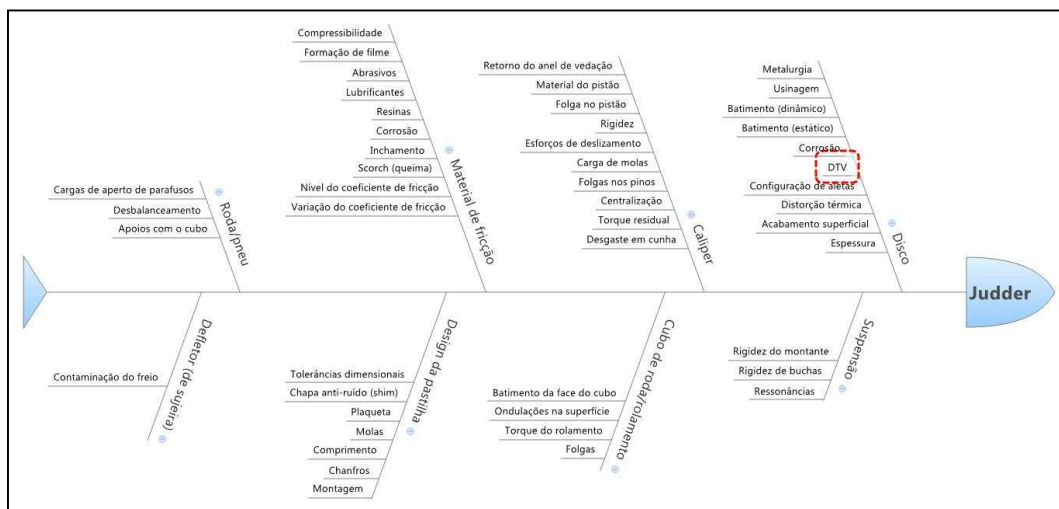 Compressibilidade
Formação de filme
Abrasivos
Lubrificantes
Resinas
Corrosão
Inchamento
Scorch (queima)
Nível do coeficiente de fricção
Variação do coeficiente de fricção
Material de fricção
Retorno do anel de vedação
Material do pistão
Folga no pistão
Rigidez
Esforços de deslizamento
Carga de molas
Folgas nos pinos
Centralização
Torque residual
Desgaste em cunha
Caliper
Metalurgia
Usinagem
Batimento (dinâmico)
Batimento (estático)
Corrosão
DTV
Configuração de aletas
Distorção térmica
Acabamento superficial
Espessura
Disco
Cargas de aperto de parafusos
Desbalanceamento
Apoios com o cubo
Roda/pneu
Judder
Contaminação do freio
Defletor (de sujeira)
Tolerâncias dimensionais
Chapa anti-ruído (shim)
Plaqueta
Molas
Comprimento
Chanfros
Montagem
Design da pastilha
Batimento da face do cubo
Ondulações na superfície
Torque do rolamento
Folgas
Cubo de roda/rolamento
Rigidez do montante
Rigidez de buchas
Ressonâncias
Suspensão